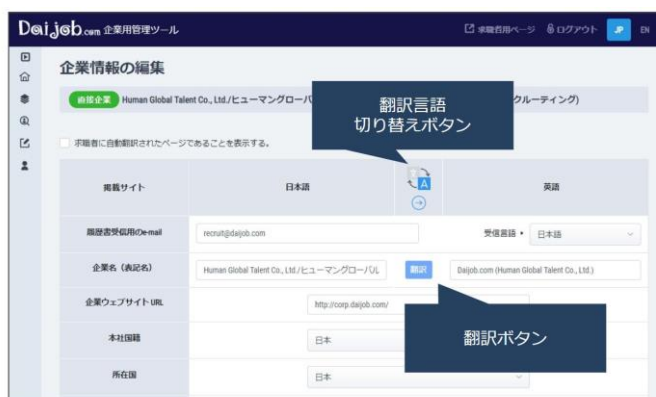 Daijob.com 企業用管理ツール
求職者用ページ ログアウト JP EN
企業情報の編集
直接企業 Human Global Talent Co., Ltd./ヒューマングローバ
クルーティング)
翻訳言語
切り替えボタン
求職者に自動翻訳されたページであることを表示する。
掲載サイト 日本語 A 英語
履歴書受信用のe-mail recruit@daijob.com 受信言語・ 日本語
企業名（表記名） Human Global Talent Co., Ltd./ヒューマングローバル 翻訳 Daijob.com (Human Global Talent Co., Ltd.)
企業ウェブサイト URL http://corp.daijob.com/
翻訳ボタン
本社国籍 日本
所在国 日本